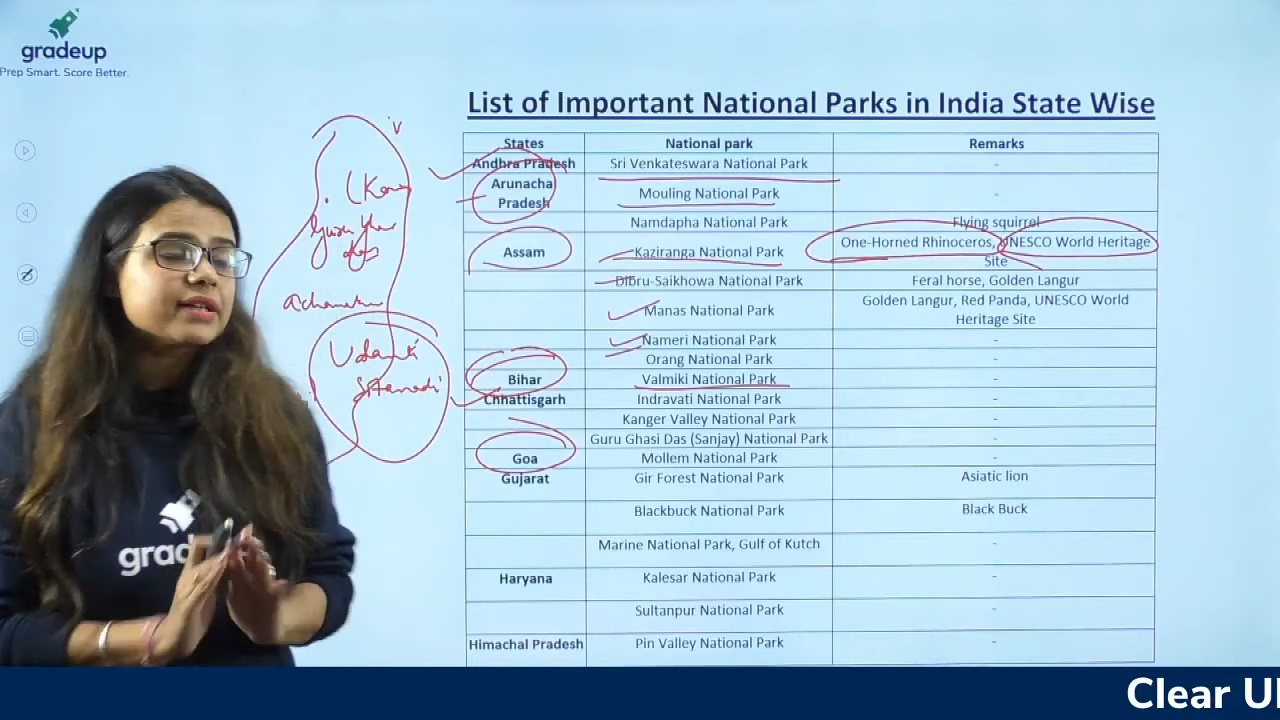 gradeup
Prep Smart. Score Better.
List of Important National Parks in India State Wise
States National park Remarks
Andhra Pradesh Sri Venkateswara National Park -
Arunachal Pradesh Mouling National Park -
Namdapha National Park Flying squirrel
Assam Kaziranga National Park One-Horned Rhinoceros, UNESCO World Heritage Site
Dibru-Saikhowa National Park Feral horse, Golden Langur
Manas National Park Golden Langur, Red Panda, UNESCO World Heritage Site
Nameri National Park -
Orang National Park -
Bihar Valmiki National Park -
Chhattisgarh Indravati National Park -
Kanger Valley National Park -
Guru Ghasi Das (Sanjay) National Park -
Goa Mollem National Park -
Gujarat Gir Forest National Park Asiatic lion
Blackbuck National Park Black Buck
Marine National Park, Gulf of Kutch -
Haryana Kalesar National Park -
Sultanpur National Park -
Himachal Pradesh Pin Valley National Park -
grad
Clear U